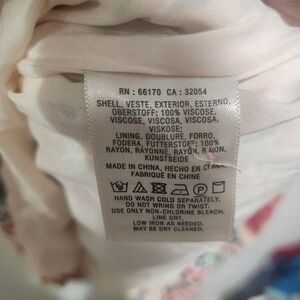 RN : 66170 CA : 32054
SHELL, VESTE, EXTERIOR, ESTERNO,
OBERSTOFF: 100% VISCOSE,
VISCOSE, VISCOSA, VISCOSA,
VISKOSE;
LINING, DOUBLURE, FORRO,
FODERA, FUTTERSTOFF: 100%
RAYON, RAYONNE, RAYÓN, RAYON,
KUNSTSEIDE
MADE IN CHINA, HECHO EN CHINA,
FABRIQUÉ EN CHINE
P
HAND WASH COLD SEPARATELY.
DO NOT WRING OR TWIST.
USE ONLY NON-CHLORINE BLEACH.
LINE DRY.
LOW IRON AS NEEDED.
MAY BE DRY CLEANED.